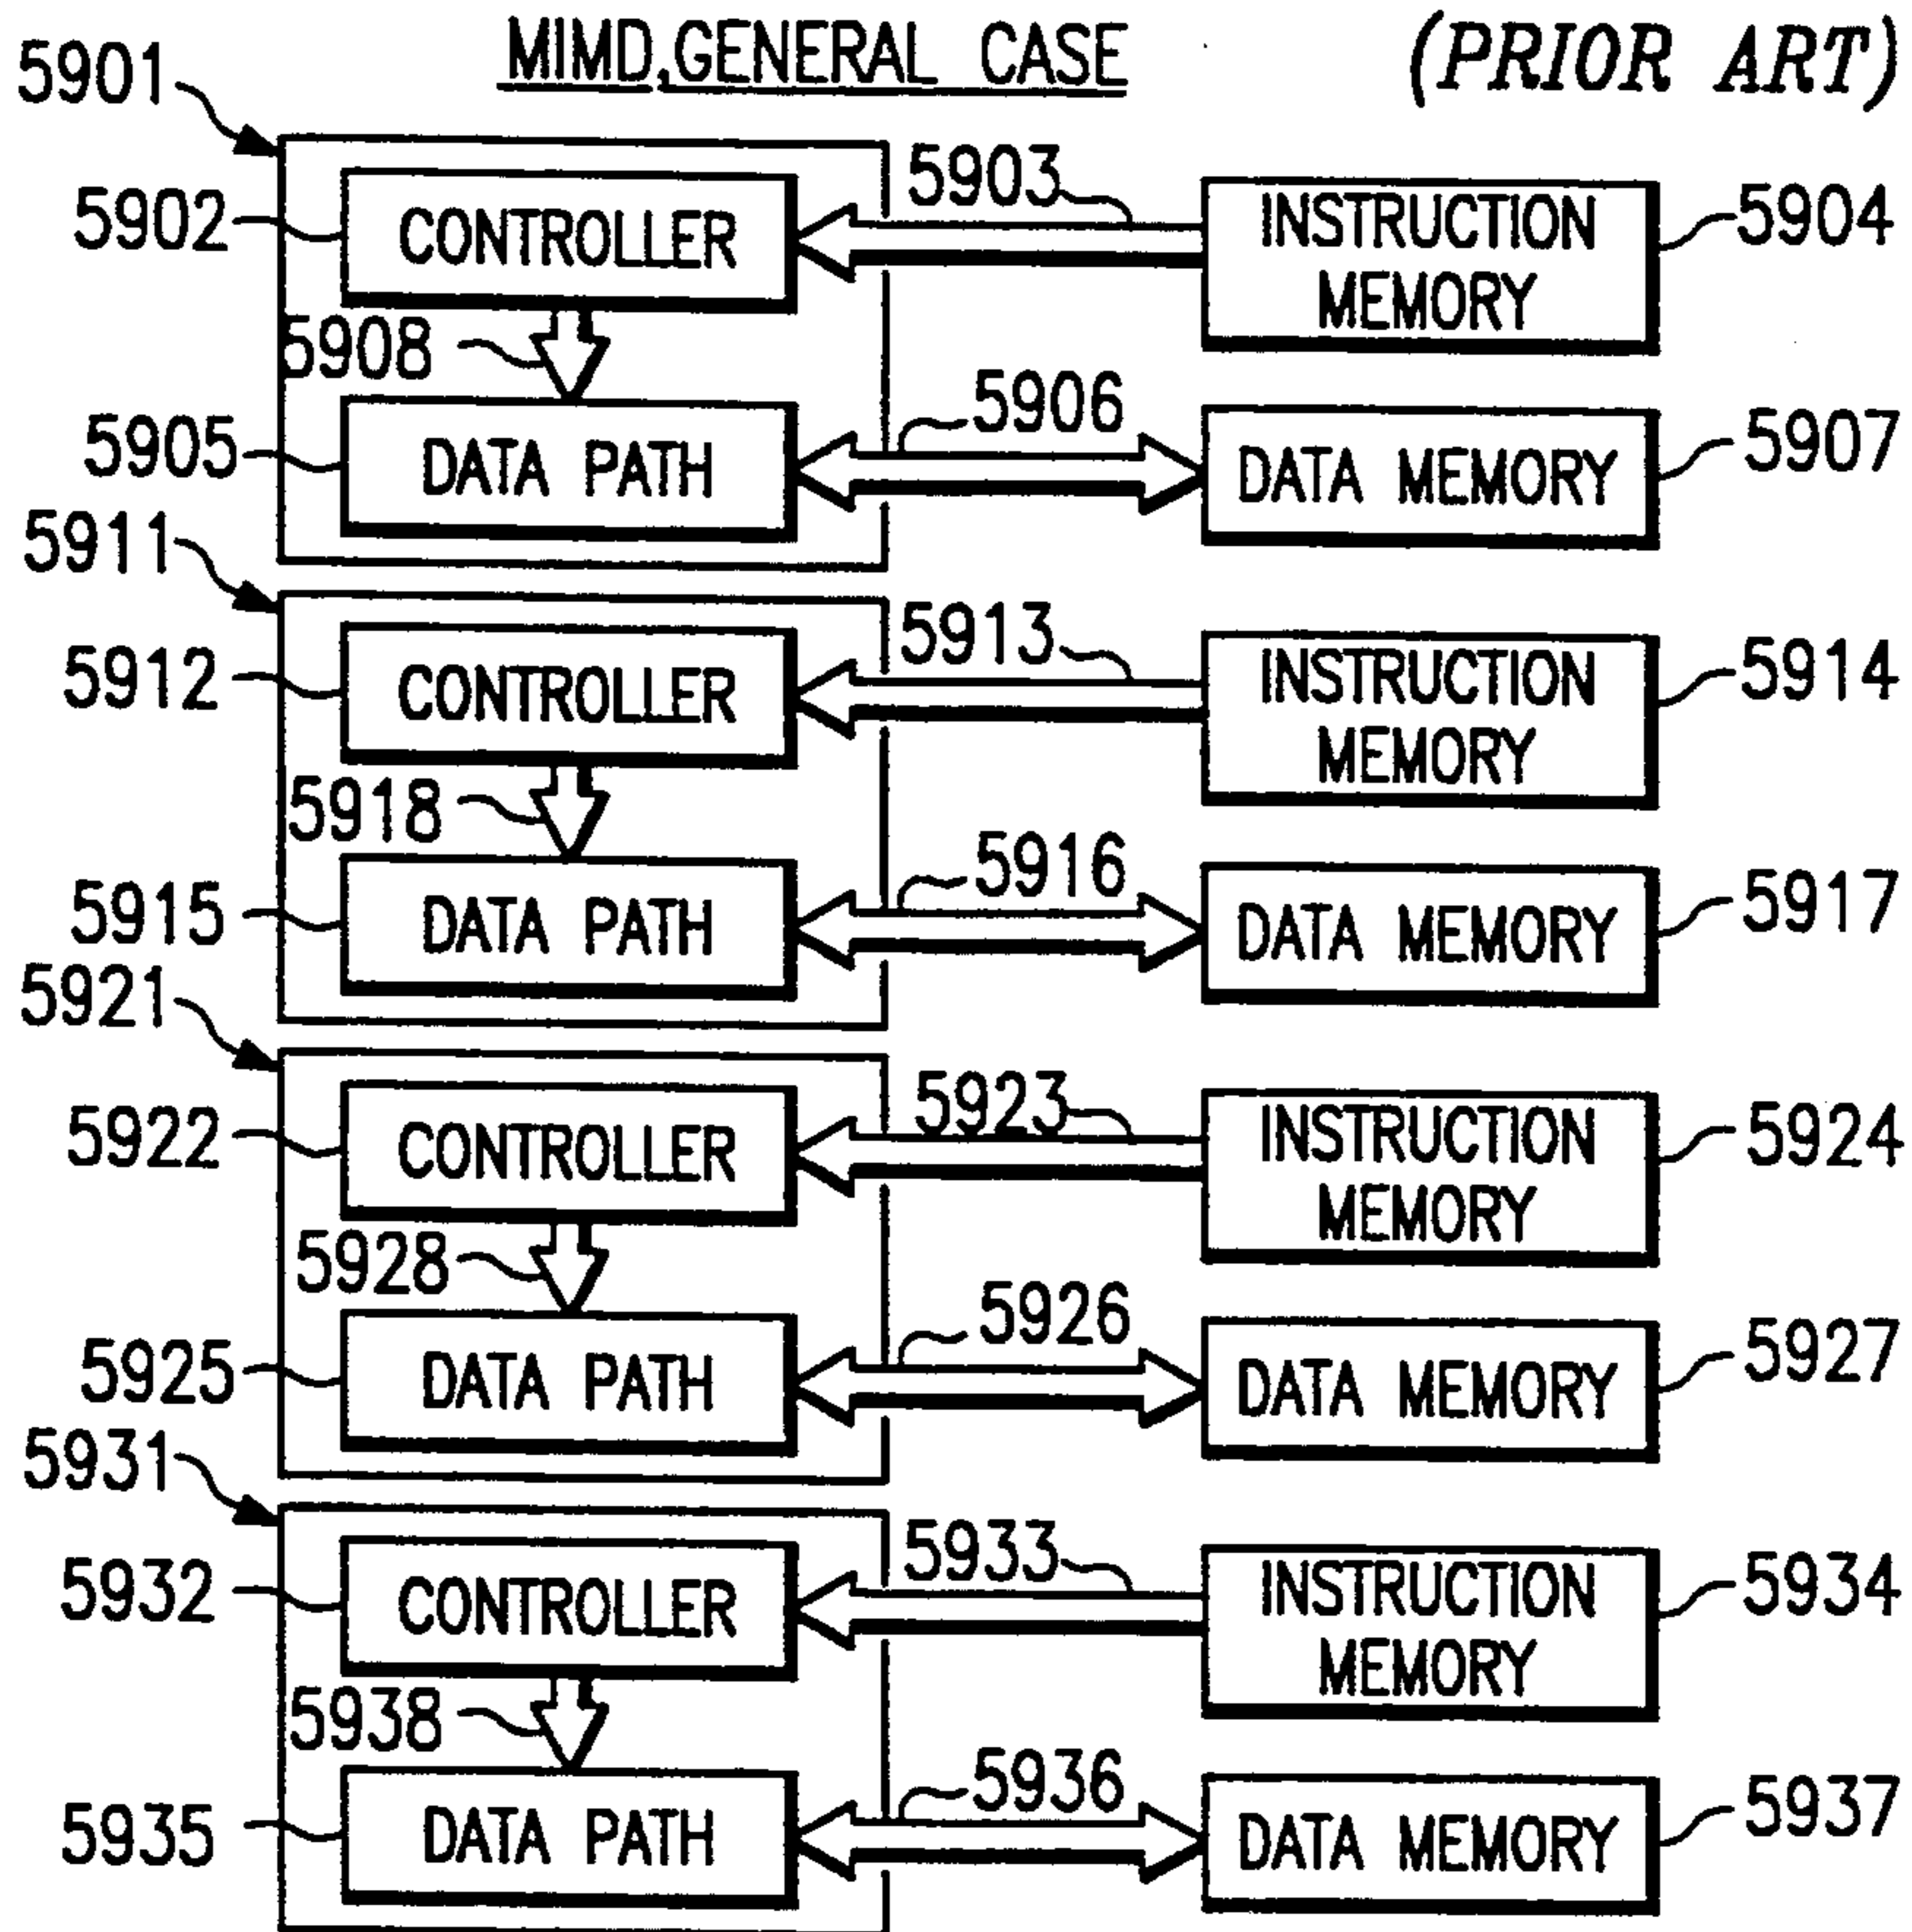 MIMD,GENERAL CASE
(PRIOR ART)
5901
5902
CONTROLLER
5903
INSTRUCTION
MEMORY
5904
5908
5905
DATA PATH
5906
DATA MEMORY
5907
5911
5912
CONTROLLER
5913
INSTRUCTION
MEMORY
5914
5918
5915
DATA PATH
5916
DATA MEMORY
5917
5921
5922
CONTROLLER
5923
INSTRUCTION
MEMORY
5924
5928
5925
DATA PATH
5926
DATA MEMORY
5927
5931
5932
CONTROLLER
5933
INSTRUCTION
MEMORY
5934
5938
5935
DATA PATH
5936
DATA MEMORY
5937